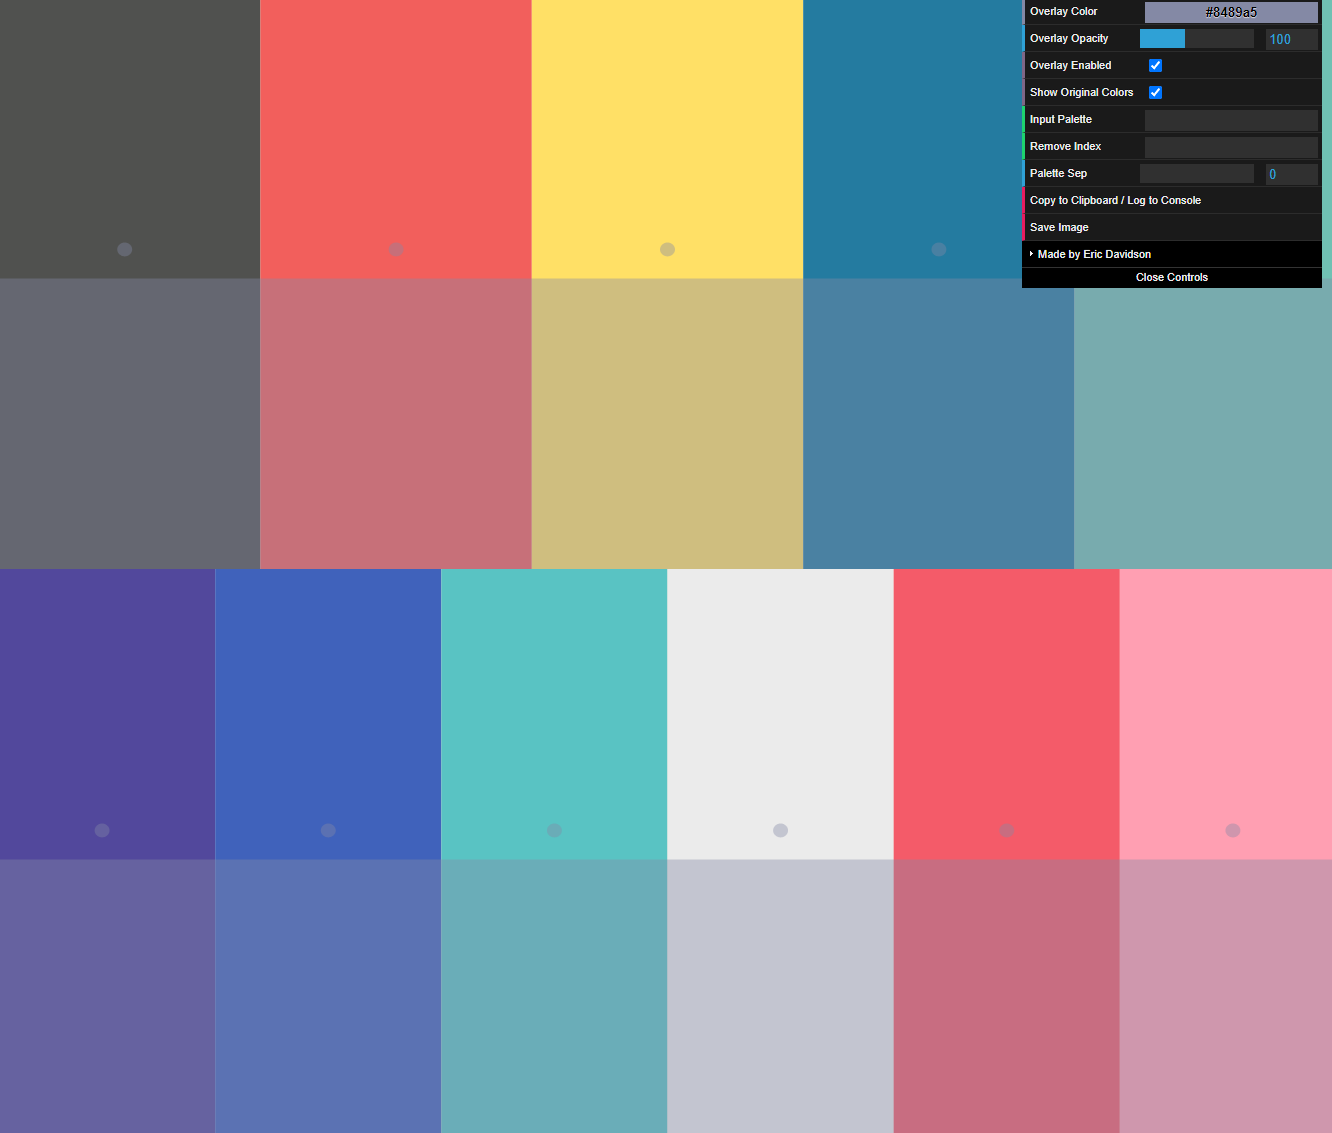 Overlay Color #8489a5
Overlay Opacity 100
Overlay Enabled
Show Original Colors
Input Palette
Remove Index
Palette Sep 0
Copy to Clipboard / Log to Console
Save Image
Made by Eric Davidson
Close Controls